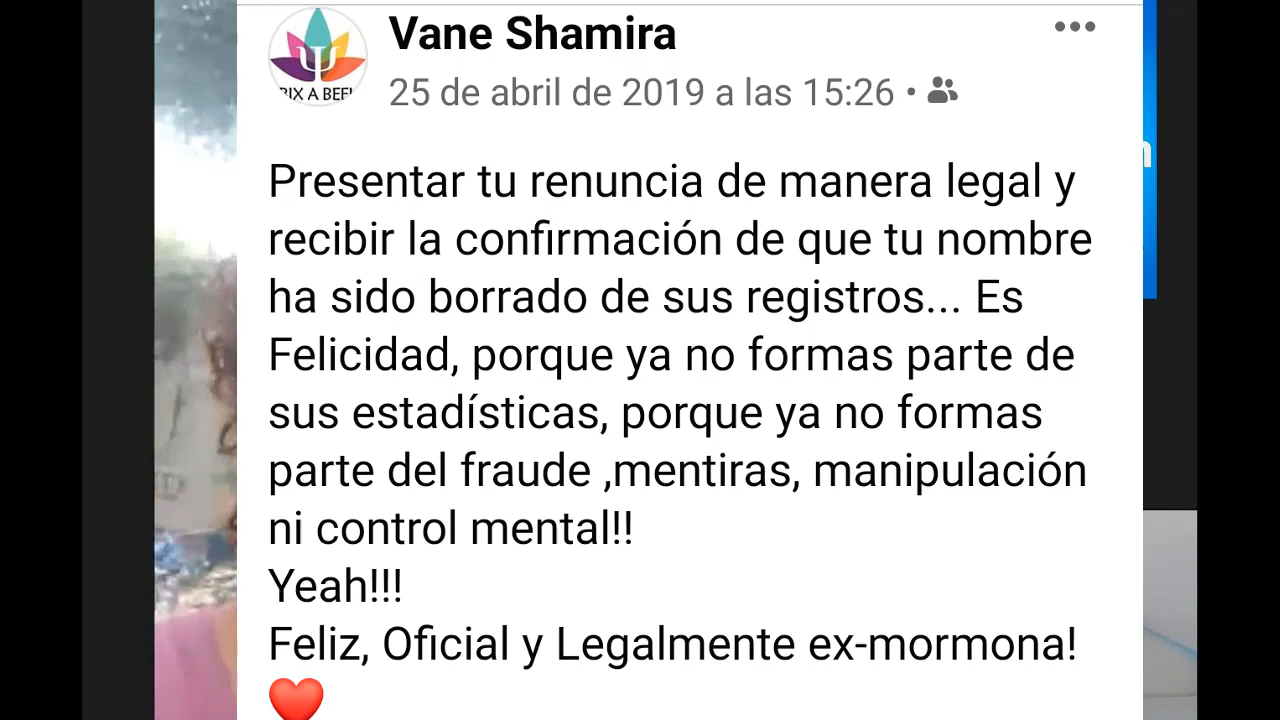 Vane Shamira
25 de abril de 2019 a las 15:26 •
Presentar tu renuncia de manera legal y
recibir la confirmación de que tu nombre
ha sido borrado de sus registros... Es
Felicidad, porque ya no formas parte de
sus estadísticas, porque ya no formas
parte del fraude ,mentiras, manipulación
ni control mental!!
Yeah!!!
Feliz, Oficial y Legalmente ex-mormona!
❤️